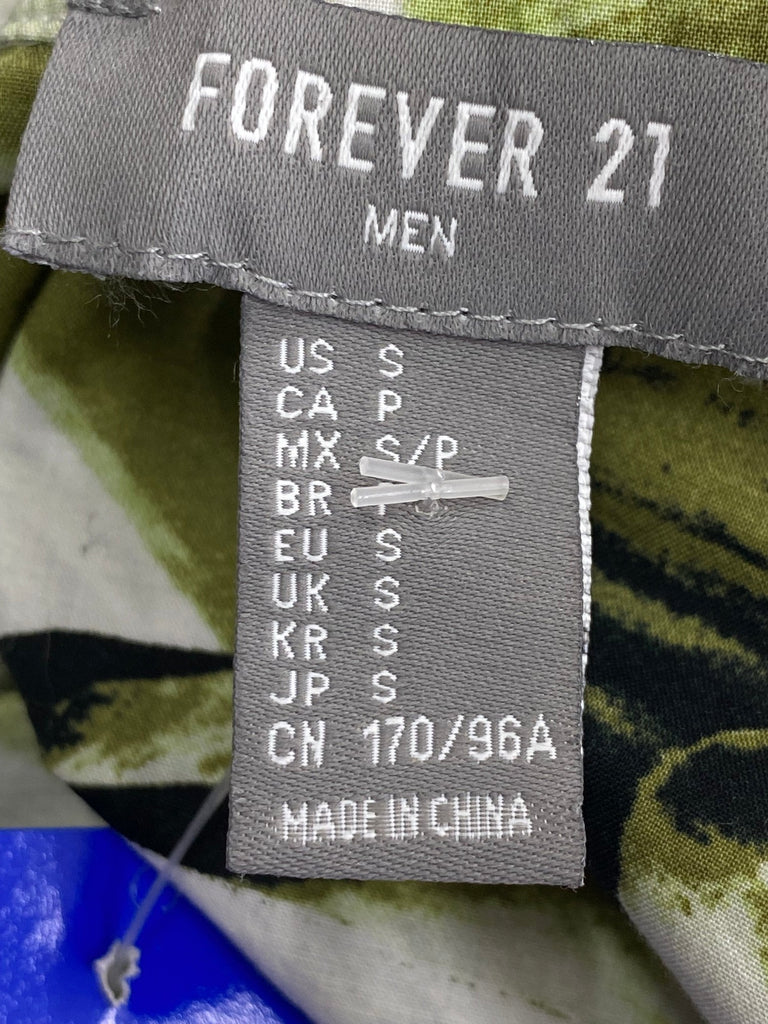 FOREVER 21
MEN
US S
CA P
MX S/P
BR
EU S
UK S
KR S
JP S
CN 170/96A
MADE IN CHINA